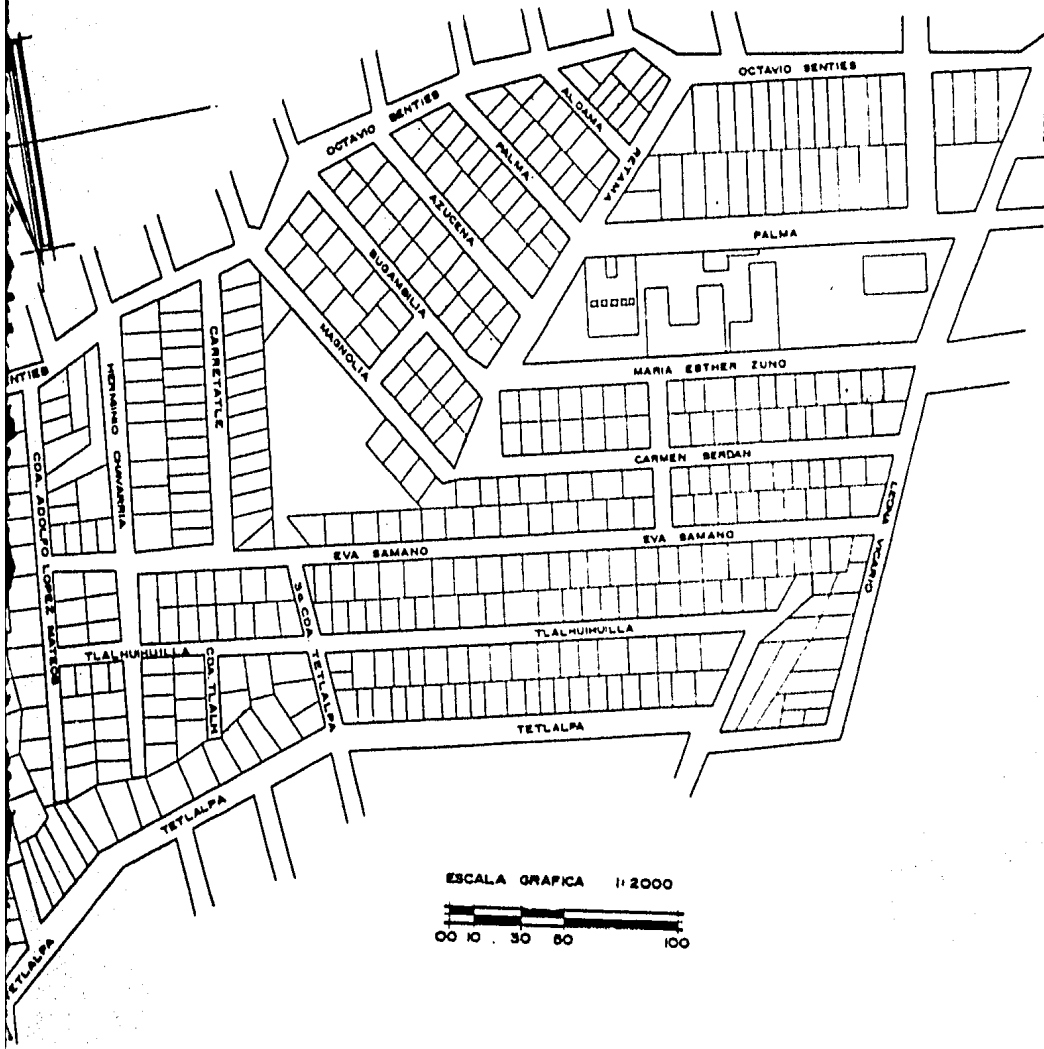 OCTAVIO SENTIES
OCTAVIO SENTIES
ALDAMA
PALMA
RETAMA
AZUCENA
BUGAMBILIA
MAGNOLIA
PALMA
MARIA ESTHER ZUNO
CARRETATLE
HERMINIO CHAVARRIA
NTIES
CDA. ADOLFO LOPEZ MATEOS
CARMEN SERDAN
LEONA VICARIO
EVA SAMANO
EVA SAMANO
3a. CDA. TETLALPA
TLALHUIHUILLA
TLALHUIHUILLA
CDA. TLALH
TETLALPA
TETLALPA
TETLALPA
ESCALA GRAFICA 1:2000
00 10 30 50 100